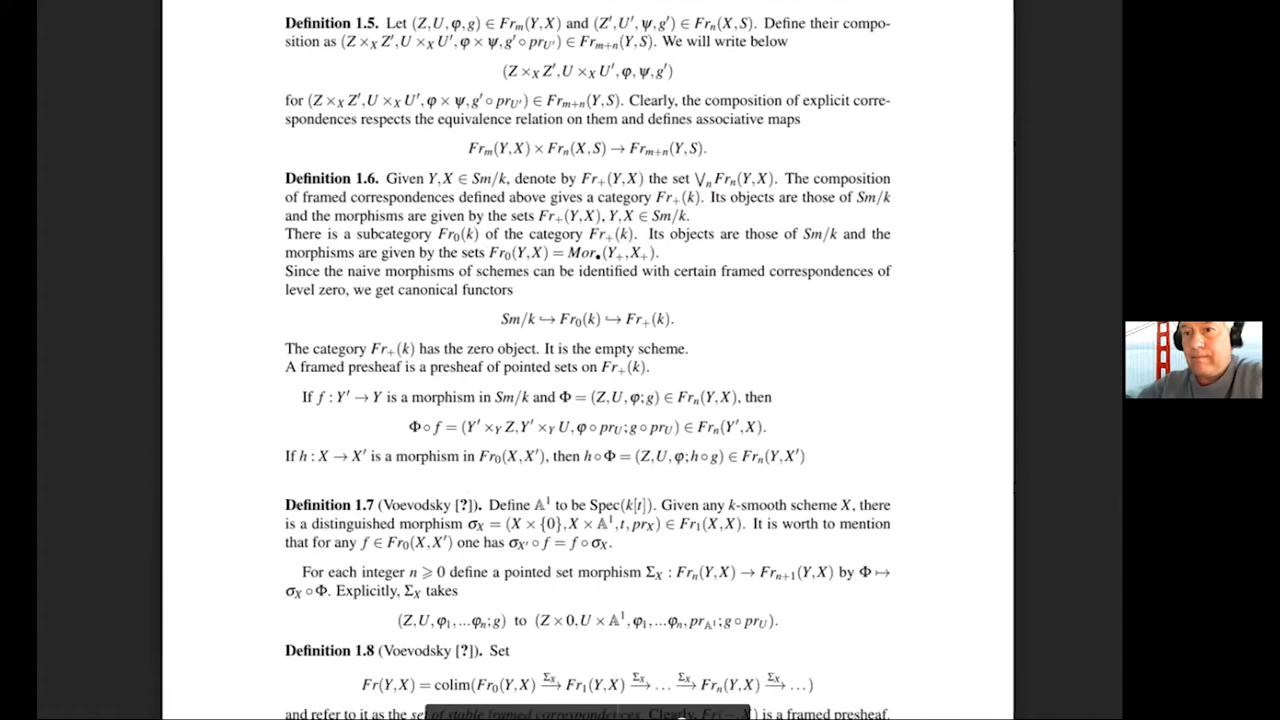 Definition 1.5. Let (Z,U,φ,g) ∈ Fr_m(Y,X) and (Z′,U′,ψ,g′) ∈ Fr_n(X,S). Define their compo-
sition as (Z ×_X Z′,U ×_X U′,φ × ψ,g′ ∘ pr_{U′}) ∈ Fr_{m+n}(Y,S). We will write below
(Z ×_X Z′,U ×_X U′,φ,ψ,g′)
for (Z ×_X Z′,U ×_X U′,φ × ψ,g′ ∘ pr_{U′}) ∈ Fr_{m+n}(Y,S). Clearly, the composition of explicit corre-
spondences respects the equivalence relation on them and defines associative maps
Fr_m(Y,X) × Fr_n(X,S) → Fr_{m+n}(Y,S).
Definition 1.6. Given Y,X ∈ Sm/k, denote by Fr_+(Y,X) the set ⋁_n Fr_n(Y,X). The composition
of framed correspondences defined above gives a category Fr_+(k). Its objects are those of Sm/k
and the morphisms are given by the sets Fr_+(Y,X), Y,X ∈ Sm/k.
There is a subcategory Fr_0(k) of the category Fr_+(k). Its objects are those of Sm/k and the
morphisms are given by the sets Fr_0(Y,X) = Mor_•(Y_+,X_+).
Since the naive morphisms of schemes can be identified with certain framed correspondences of
level zero, we get canonical functors
Sm/k ↪ Fr_0(k) ↪ Fr_+(k).
The category Fr_+(k) has the zero object. It is the empty scheme.
A framed presheaf is a presheaf of pointed sets on Fr_+(k).
If f : Y′ → Y is a morphism in Sm/k and Φ = (Z,U,φ;g) ∈ Fr_n(Y,X), then
Φ ∘ f = (Y′ ×_Y Z,Y′ ×_Y U,φ ∘ pr_U;g ∘ pr_U) ∈ Fr_n(Y′,X).
If h : X → X′ is a morphism in Fr_0(X,X′), then h ∘ Φ = (Z,U,φ;h ∘ g) ∈ Fr_n(Y,X′)
Definition 1.7 (Voevodsky [?]). Define 𝔸^1 to be Spec(k[t]). Given any k-smooth scheme X, there
is a distinguished morphism σ_X = (X × {0},X × 𝔸^1,t,pr_X) ∈ Fr_1(X,X). It is worth to mention
that for any f ∈ Fr_0(X,X′) one has σ_{X′} ∘ f = f ∘ σ_X.
For each integer n ⩾ 0 define a pointed set morphism Σ_X : Fr_n(Y,X) → Fr_{n+1}(Y,X) by Φ ↦
σ_X ∘ Φ. Explicitly, Σ_X takes
(Z,U,φ_1,...φ_n;g) to (Z × 0,U × 𝔸^1,φ_1,...φ_n,pr_{𝔸^1};g ∘ pr_U).
Definition 1.8 (Voevodsky [?]). Set
Fr(Y,X) = colim(Fr_0(Y,X) →^{Σ_X} Fr_1(Y,X) →^{Σ_X} ... →^{Σ_X} Fr_n(Y,X) →^{Σ_X} ...)
and refer to it as the set of stable framed correspondences. Clearly, Fr(−,X) is a framed presheaf.